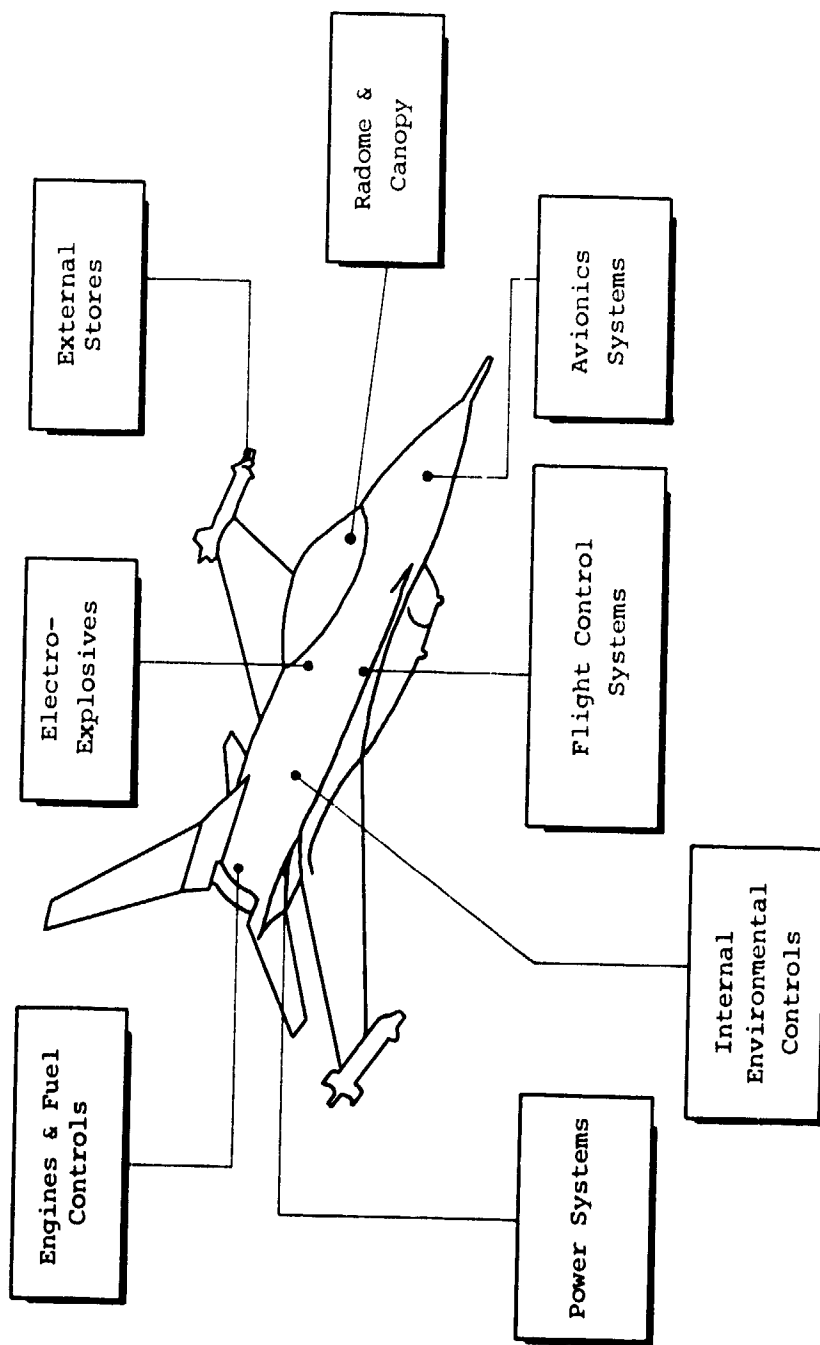 Engines & Fuel
Controls
Electro-
Explosives
External
Stores
Radome &
Canopy
Power Systems
Internal
Environmental
Controls
Flight Control
Systems
Avionics
Systems